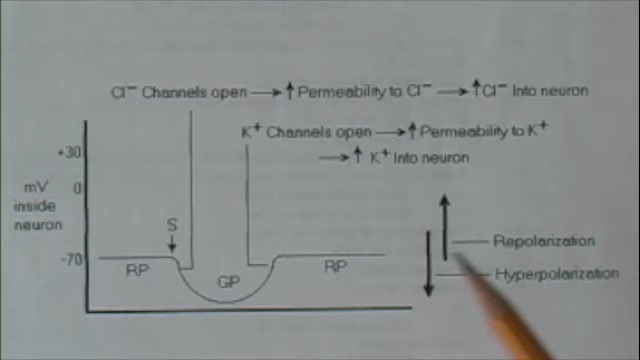 Cl⁻ Channels open → ↑ Permeability to Cl⁻ → ↑ Cl⁻ Into neuron
K⁺ Channels open → ↑ Permeability to K⁺
→ ↑ K⁺ Into neuron
+30
mV
inside
neuron
0
S
-70
RP
GP
RP
Repolarization
Hyperpolarization